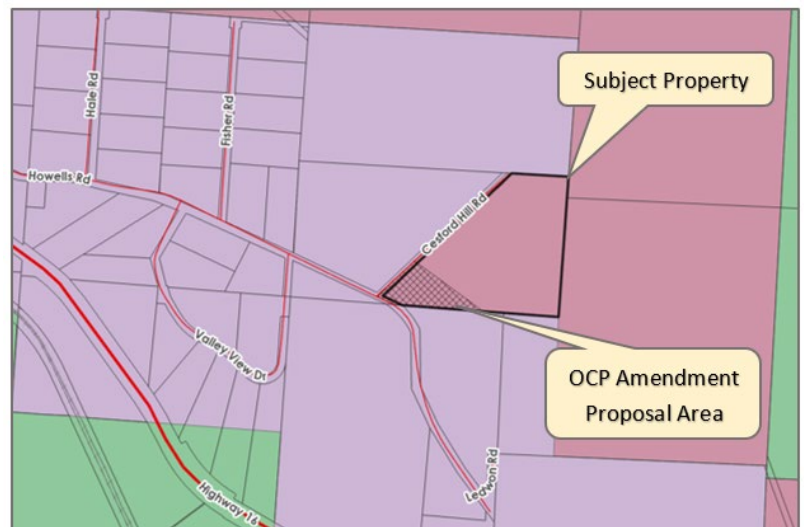 Hale Rd
Fisher Rd
Subject Property
Howells Rd
Cesford Hill Rd
Valley View Dr
OCP Amendment
Proposal Area
Ledwon Rd
Highway 16